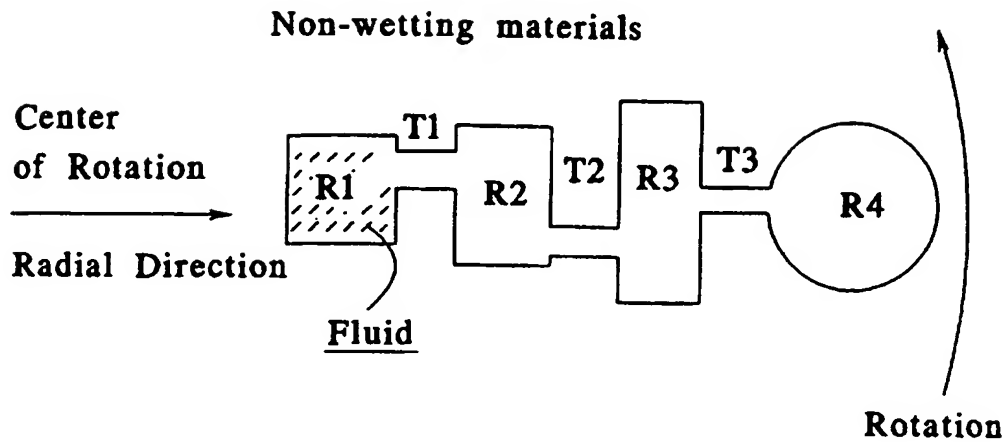 Non-wetting materials
Center
of Rotation
Radial Direction
R1
T1
R2
T2
R3
T3
R4
Fluid
Rotation